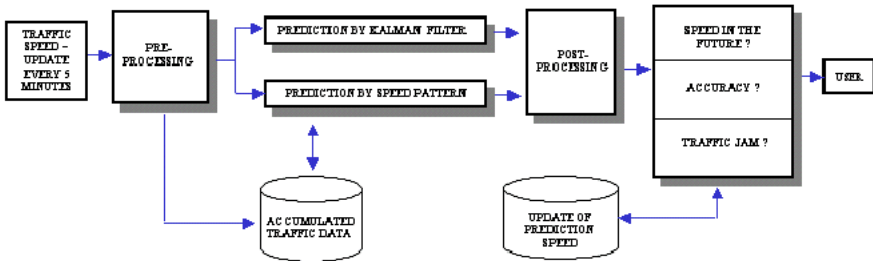 TRAFFIC
SPEED –
UPDATE
EVERY 5
MINUTES
PRE-
PROCESSING
PREDICTION BY KALMAN FILTER
PREDICTION BY SPEED PATTERN
POST-
PROCESSING
SPEED IN THE
FUTURE ?
ACCURACY ?
TRAFFIC JAM ?
USER
ACCUMULATED
TRAFFIC DATA
UPDATE OF
PREDICTION
SPEED